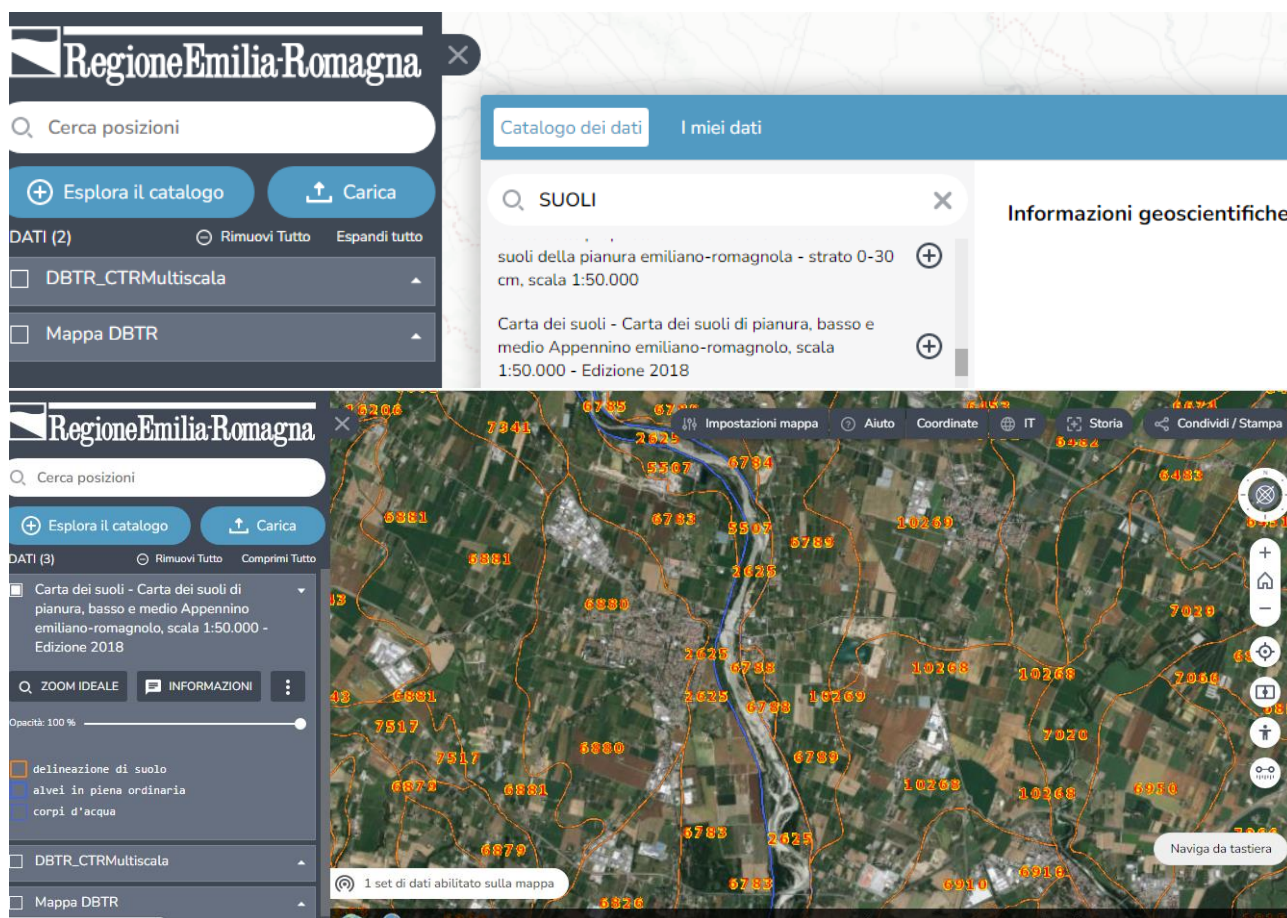 RegioneEmilia-Romagna
Cerca posizioni
Esplora il catalogo
Carica
DATI (2)
Rimuovi Tutto
Espandi tutto
DBTR_CTRMultiscala
Mappa DBTR
Catalogo dei dati
I miei dati
SUOLI
suoli della pianura emiliano-romagnola - strato 0-30
cm, scala 1:50.000
Carta dei suoli - Carta dei suoli di pianura, basso e
medio Appennino emiliano-romagnolo, scala
1:50.000 - Edizione 2018
Informazioni geoscientifiche
RegioneEmilia-Romagna
Cerca posizioni
Esplora il catalogo
Carica
DATI (3)
Rimuovi Tutto
Comprimi Tutto
Carta dei suoli - Carta dei suoli di
pianura, basso e medio Appennino
emiliano-romagnolo, scala 1:50.000 -
Edizione 2018
ZOOM IDEALE
INFORMAZIONI
Opacità: 100 %
delineazione di suolo
alvei in piena ordinaria
corpi d'acqua
DBTR_CTRMultiscala
Mappa DBTR
Impostazioni mappa
Aiuto
Coordinate
IT
Storia
Condividi / Stampa
6785
7341
2625
5507
6784
6482
6483
6881
6783
5507
10269
6881
6789
2625
6880
7029
2625
6788
10268
10268
7066
6881
2625
6788
10269
7517
7020
7517
6880
6789
6879
6881
10268
10268
6910
6783
2625
6879
6783
6910
6910
6826
Naviga da tastiera
1 set di dati abilitato sulla mappa